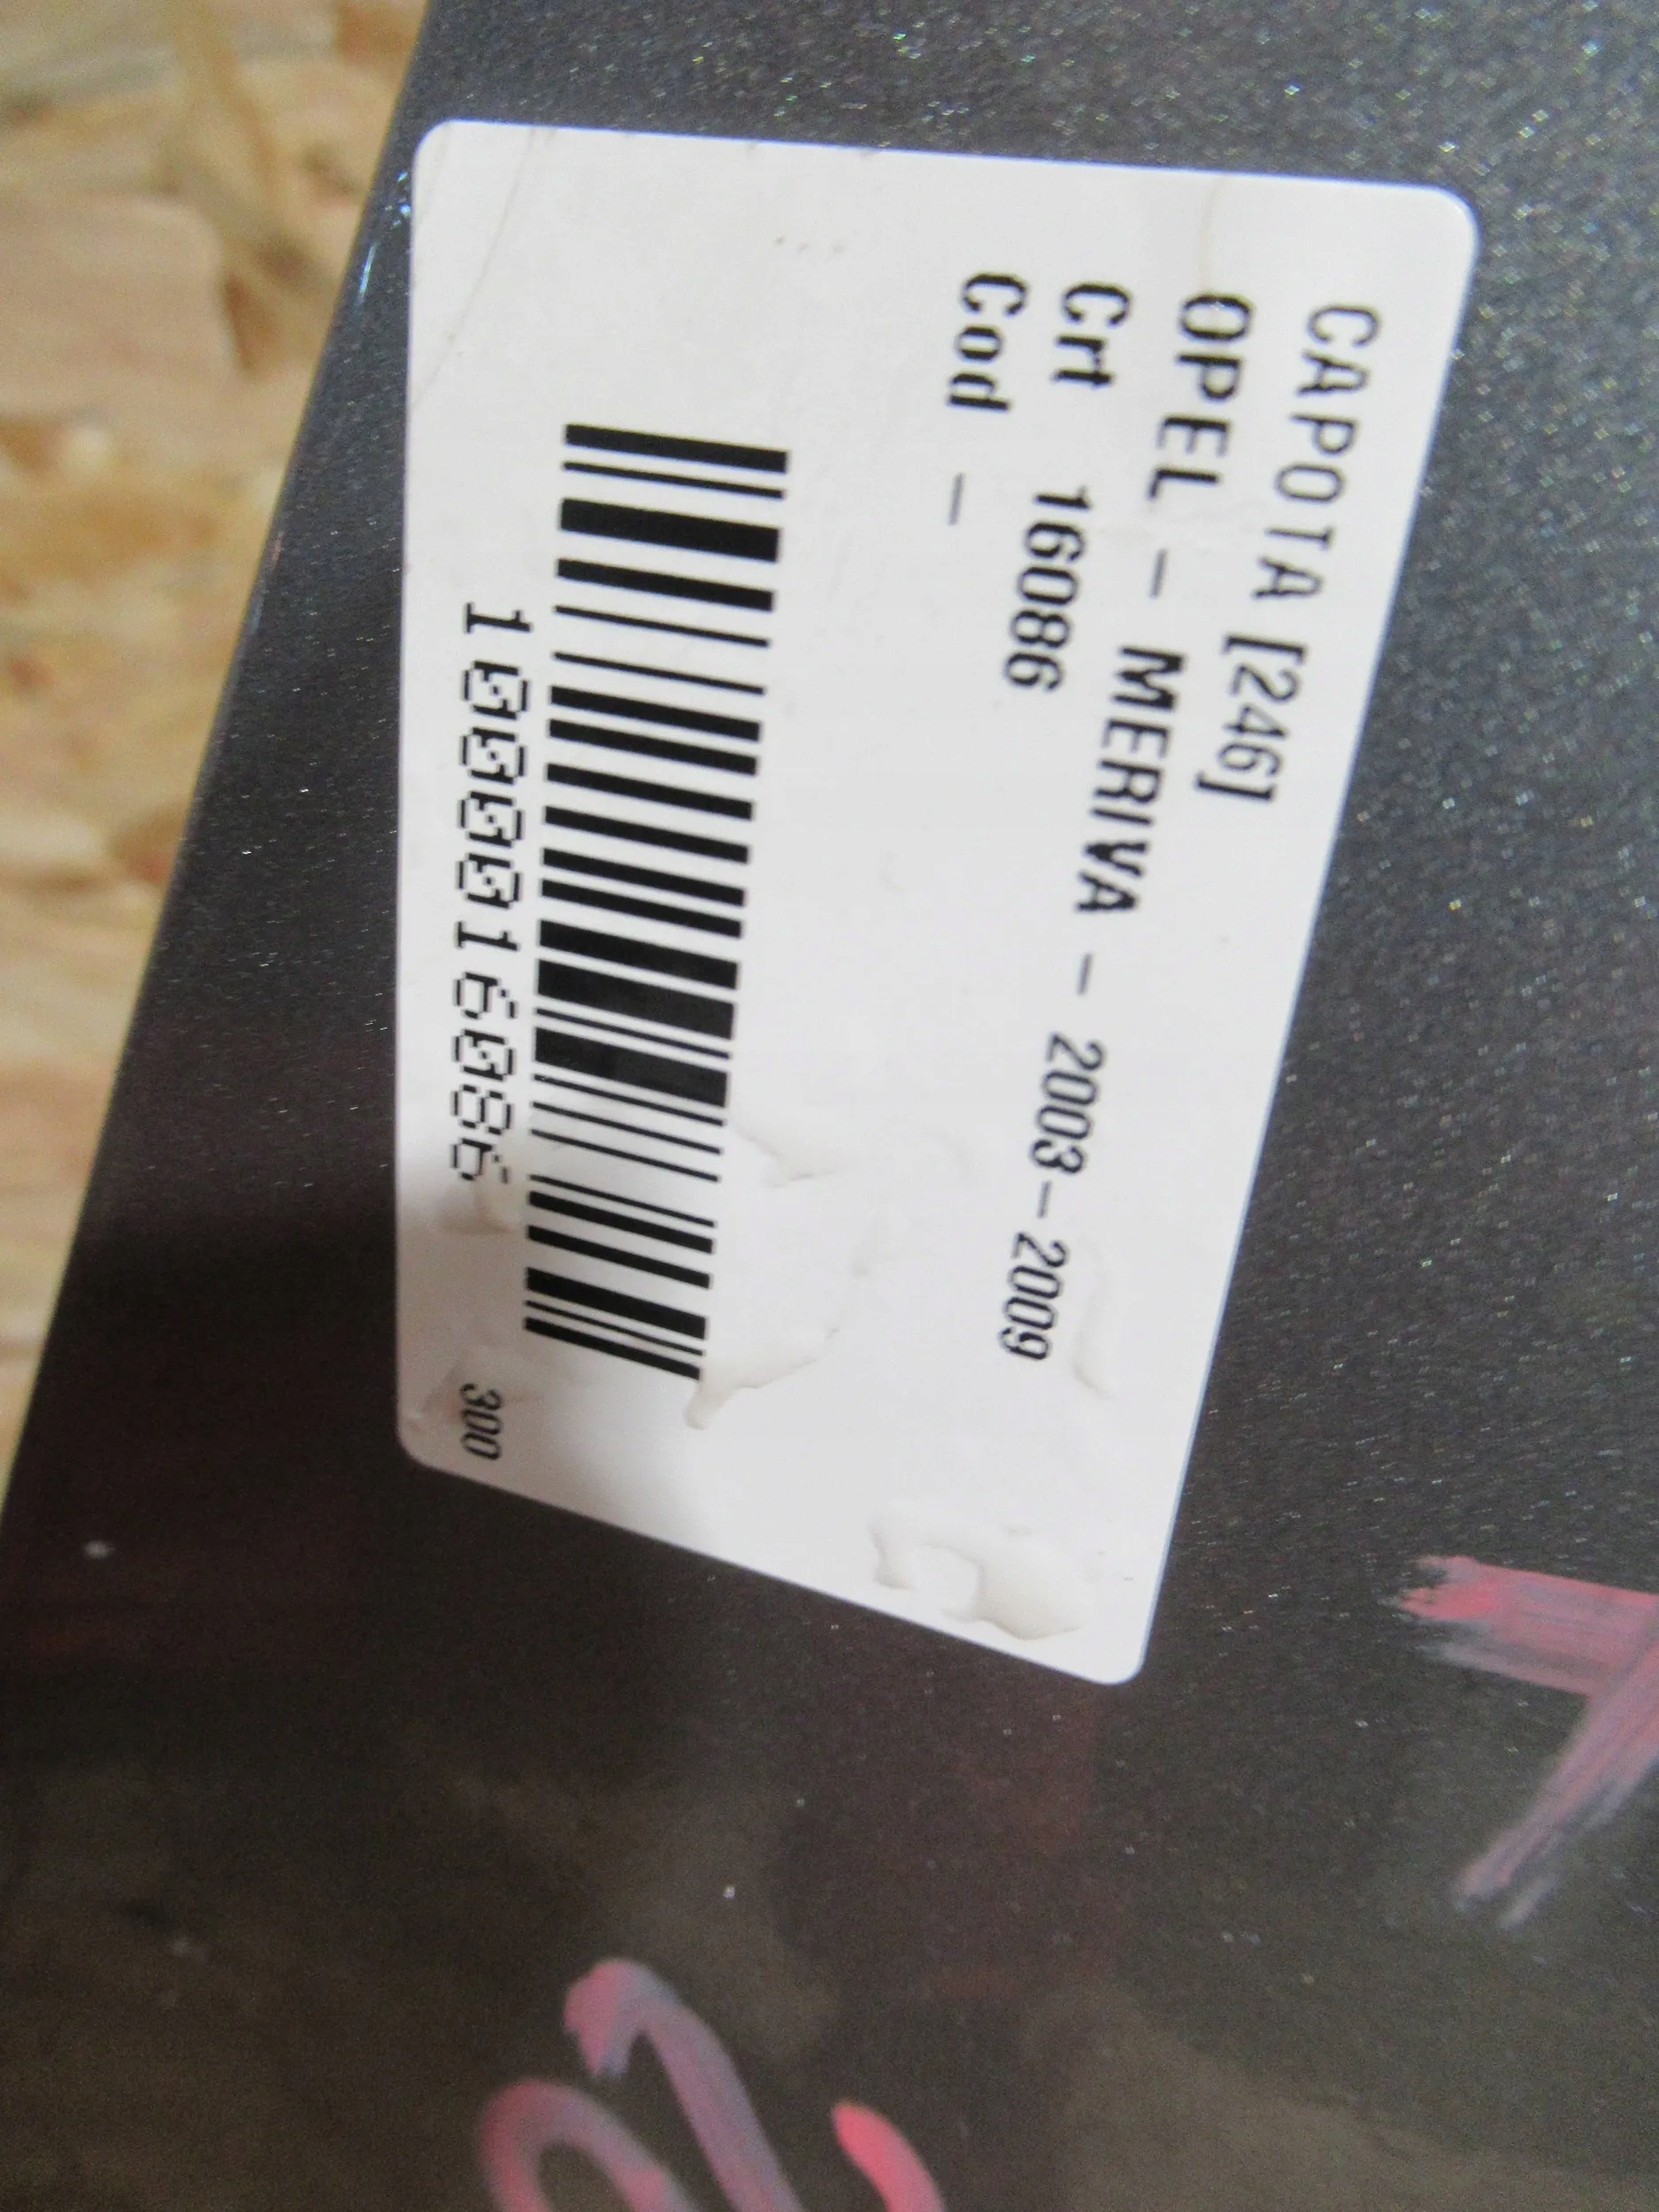 CAPOTA [246]
OPEL - MERIVA - 2003-2009
Crt 16086
Cod -
1000016086
300